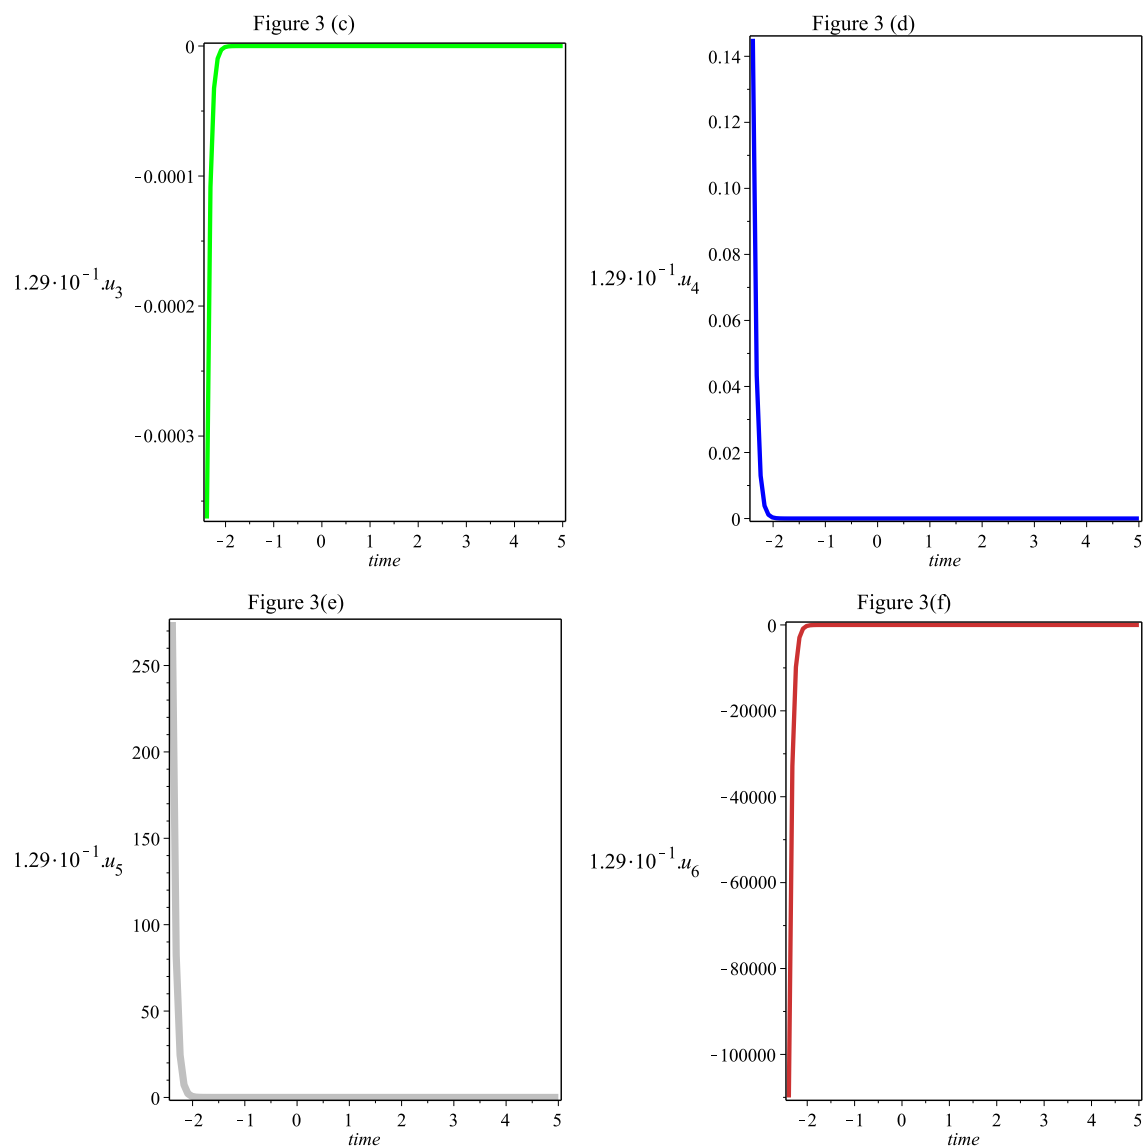 Figure 3 (c)
0
-0.0001
-0.0002
-0.0003
1.29·10⁻¹.u₃
-2 -1 0 1 2 3 4 5
time
Figure 3 (d)
0.14
0.12
0.10
0.08
0.06
0.04
0.02
0
1.29·10⁻¹.u₄
-2 -1 0 1 2 3 4 5
time
Figure 3(e)
250
200
150
100
50
0
1.29·10⁻¹.u₅
-2 -1 0 1 2 3 4 5
time
Figure 3(f)
0
-20000
-40000
-60000
-80000
-100000
1.29·10⁻¹.u₆
-2 -1 0 1 2 3 4 5
time